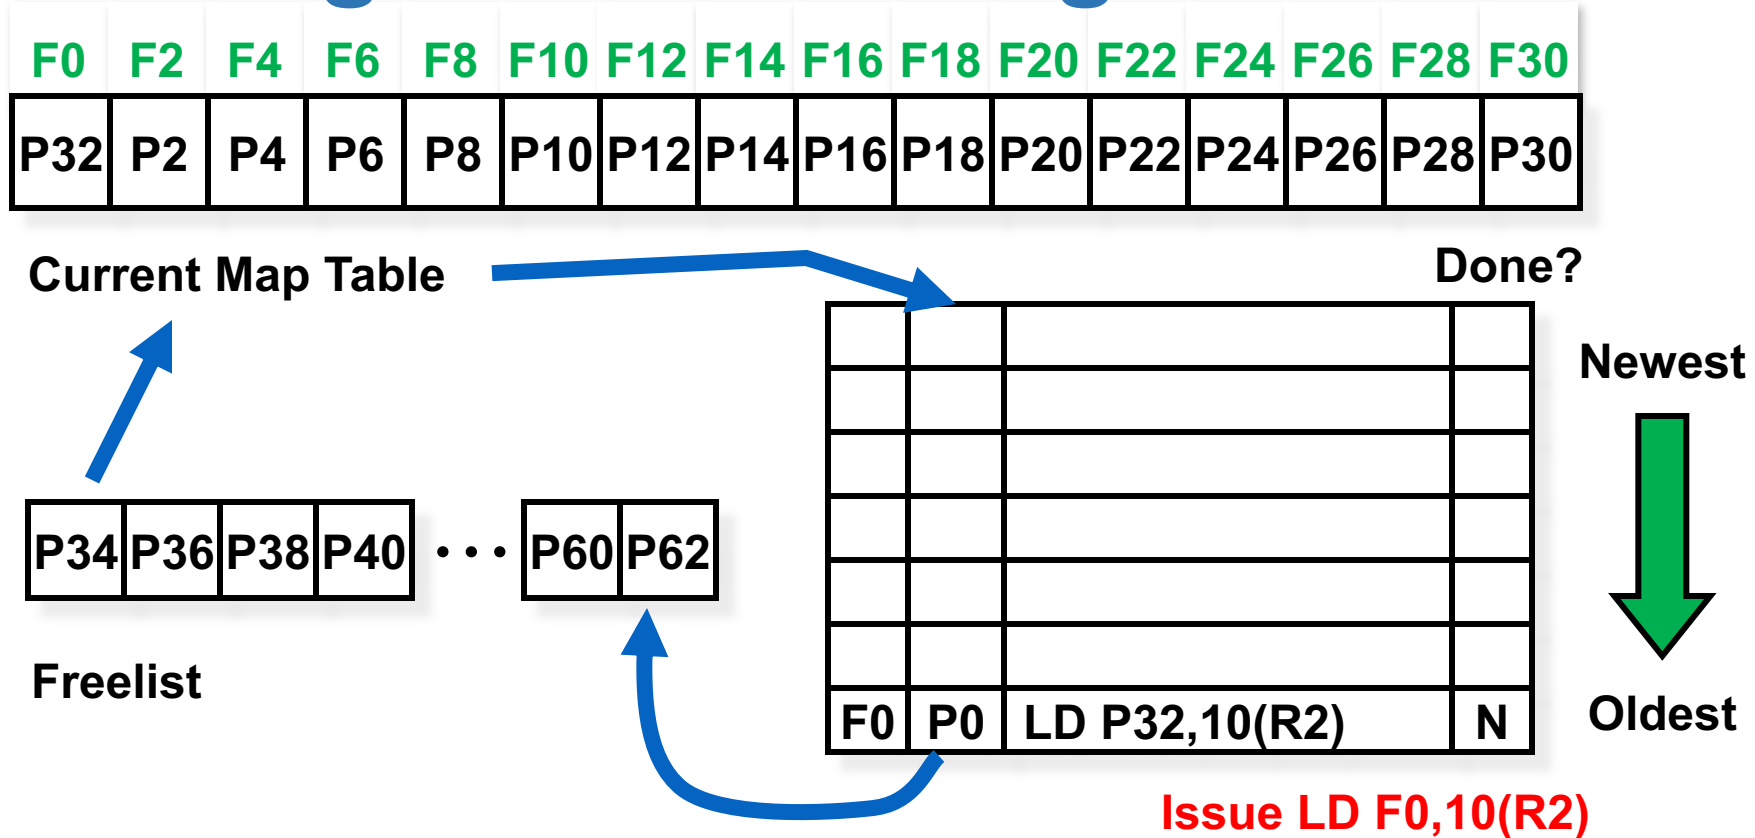 F0 F2 F4 F6 F8 F10 F12 F14 F16 F18 F20 F22 F24 F26 F28 F30
P32 P2 P4 P6 P8 P10 P12 P14 P16 P18 P20 P22 P24 P26 P28 P30
Current Map Table
Done?
Newest
P34 P36 P38 P40 ... P60 P62
Freelist
F0 P0 LD P32,10(R2) N
Oldest
Issue LD F0,10(R2)